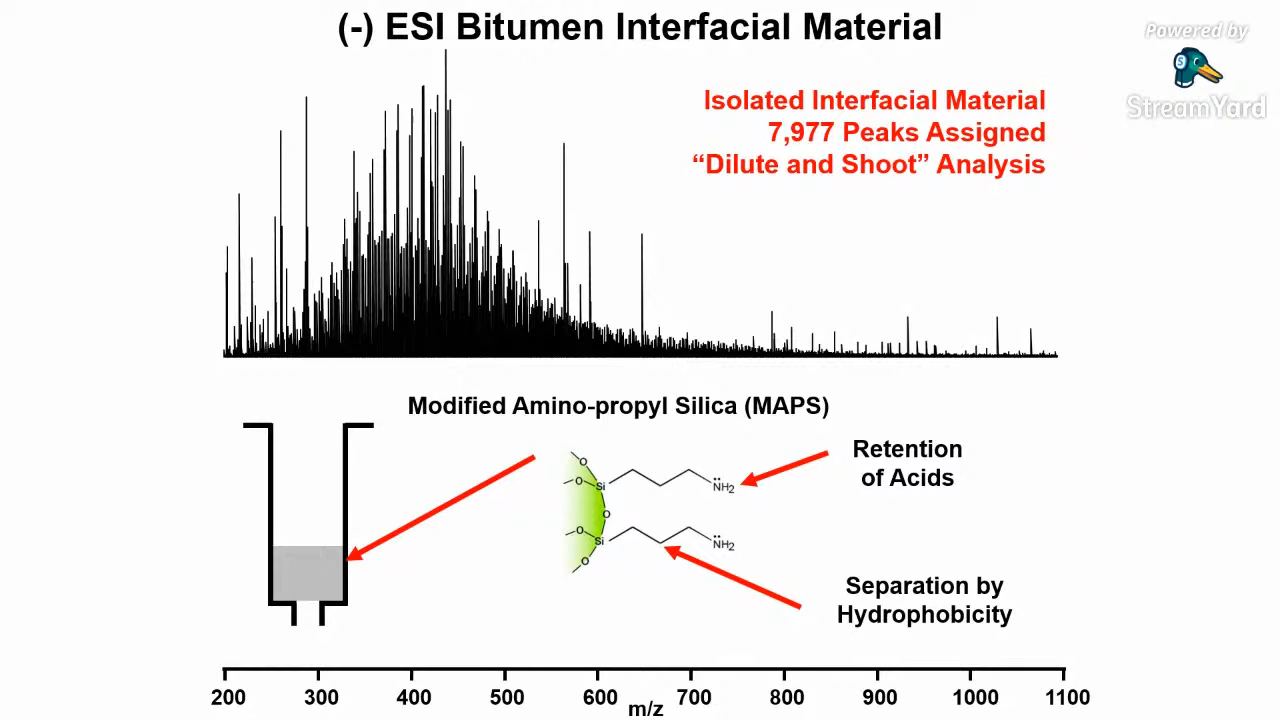 (-) ESI Bitumen Interfacial Material
Powered by
S
StreamYard
Isolated Interfacial Material
7,977 Peaks Assigned
“Dilute and Shoot” Analysis
Modified Amino-propyl Silica (MAPS)
Retention
of Acids
O
O
Si
NH2
O
O
Si
NH2
O
Separation by
Hydrophobicity
200 300 400 500 600 700 800 900 1000 1100
m/z